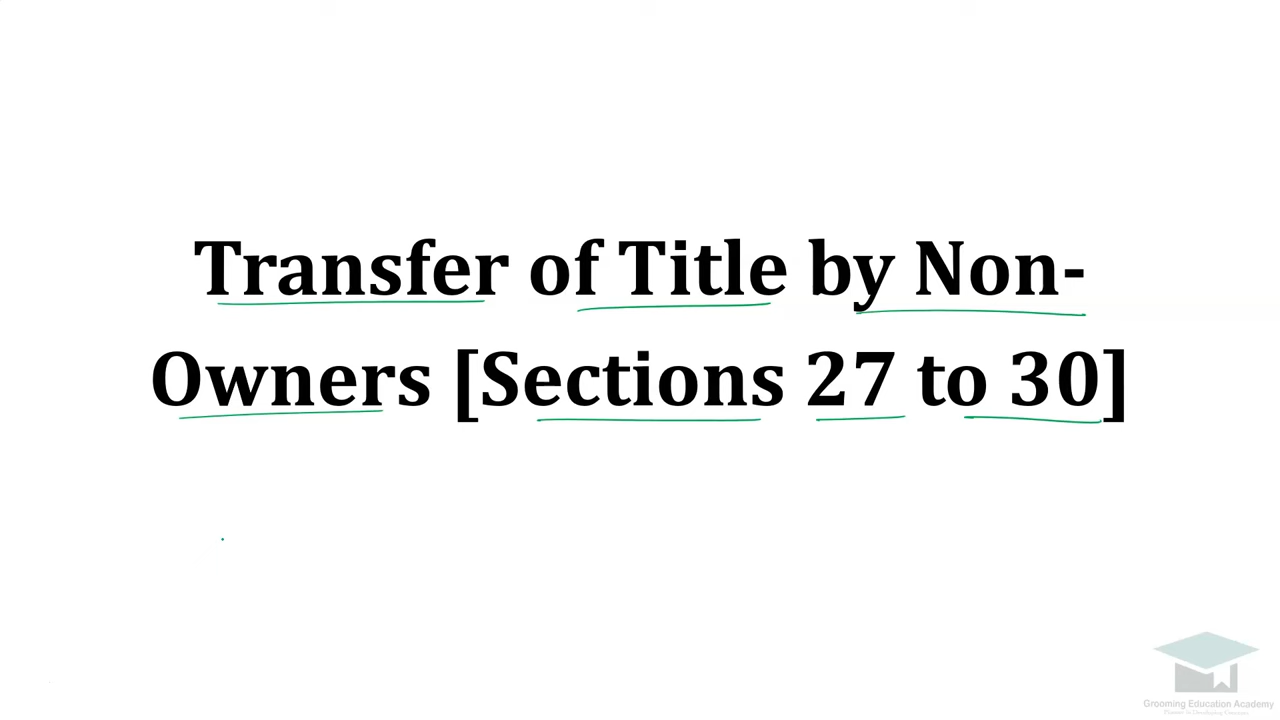 Transfer of Title by Non-
Owners [Sections 27 to 30]
Grooming Education Academy